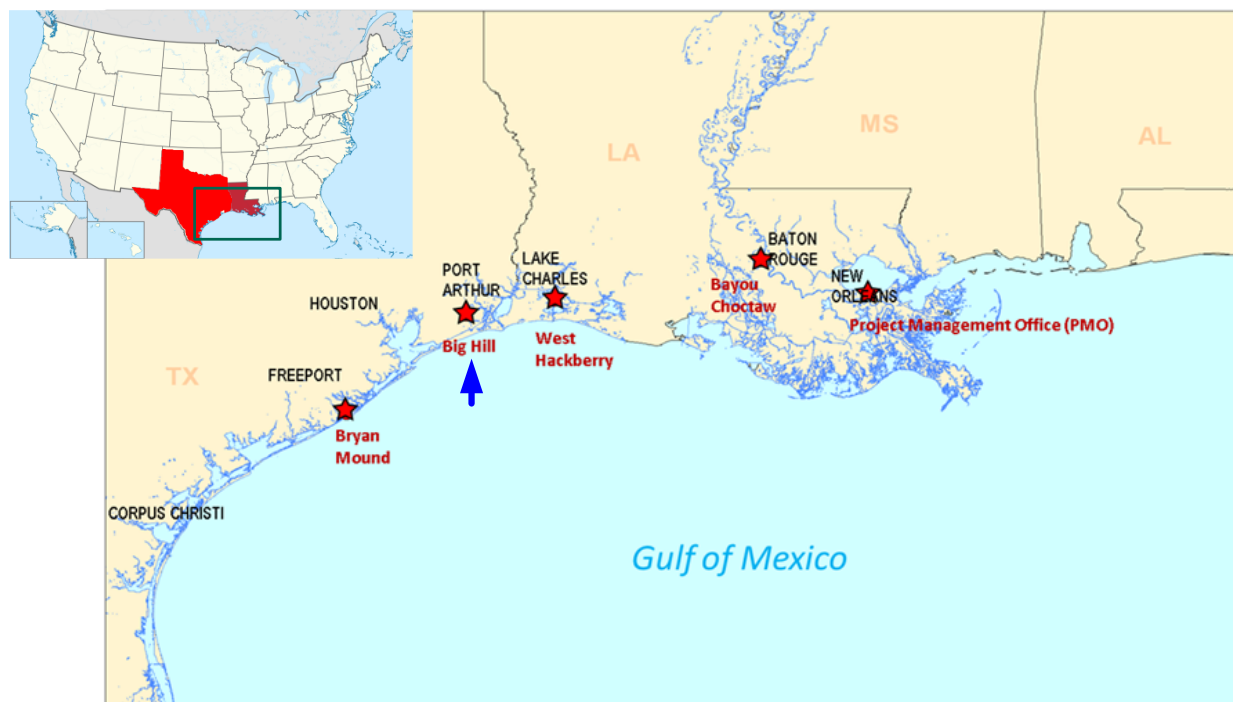 MS
AL
LA
BATON
ROUGE
LAKE
CHARLES
PORT
ARTHUR
NEW
ORLEANS
Bayou
Choctaw
HOUSTON
Project Management Office (PMO)
West
Hackberry
Big Hill
TX
FREEPORT
Bryan
Mound
CORPUS CHRISTI
Gulf of Mexico